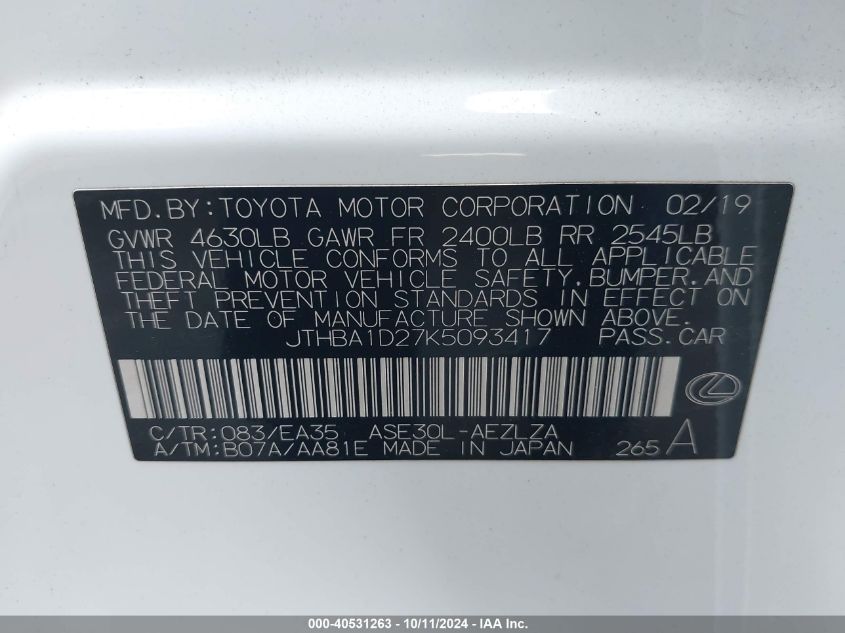 MFD.BY:TOYOTA MOTOR CORPORATION 02/19
GVWR 4630LB GAWR FR 2400LB RR 2545LB
THIS VEHICLE CONFORMS TO ALL APPLICABLE
FEDERAL MOTOR VEHICLE SAFETY,BUMPER,AND
THEFT PREVENTION STANDARDS IN EFFECT ON
THE DATE OF MANUFACTURE SHOWN ABOVE.
JTHBA1D27K5093417 PASS.CAR
C/TR:083/EA35 ASE30L-AEZLZA
A/TM:B07A/AA81E MADE IN JAPAN 265 A
000-40531263 - 10/11/2024 - IAA Inc.